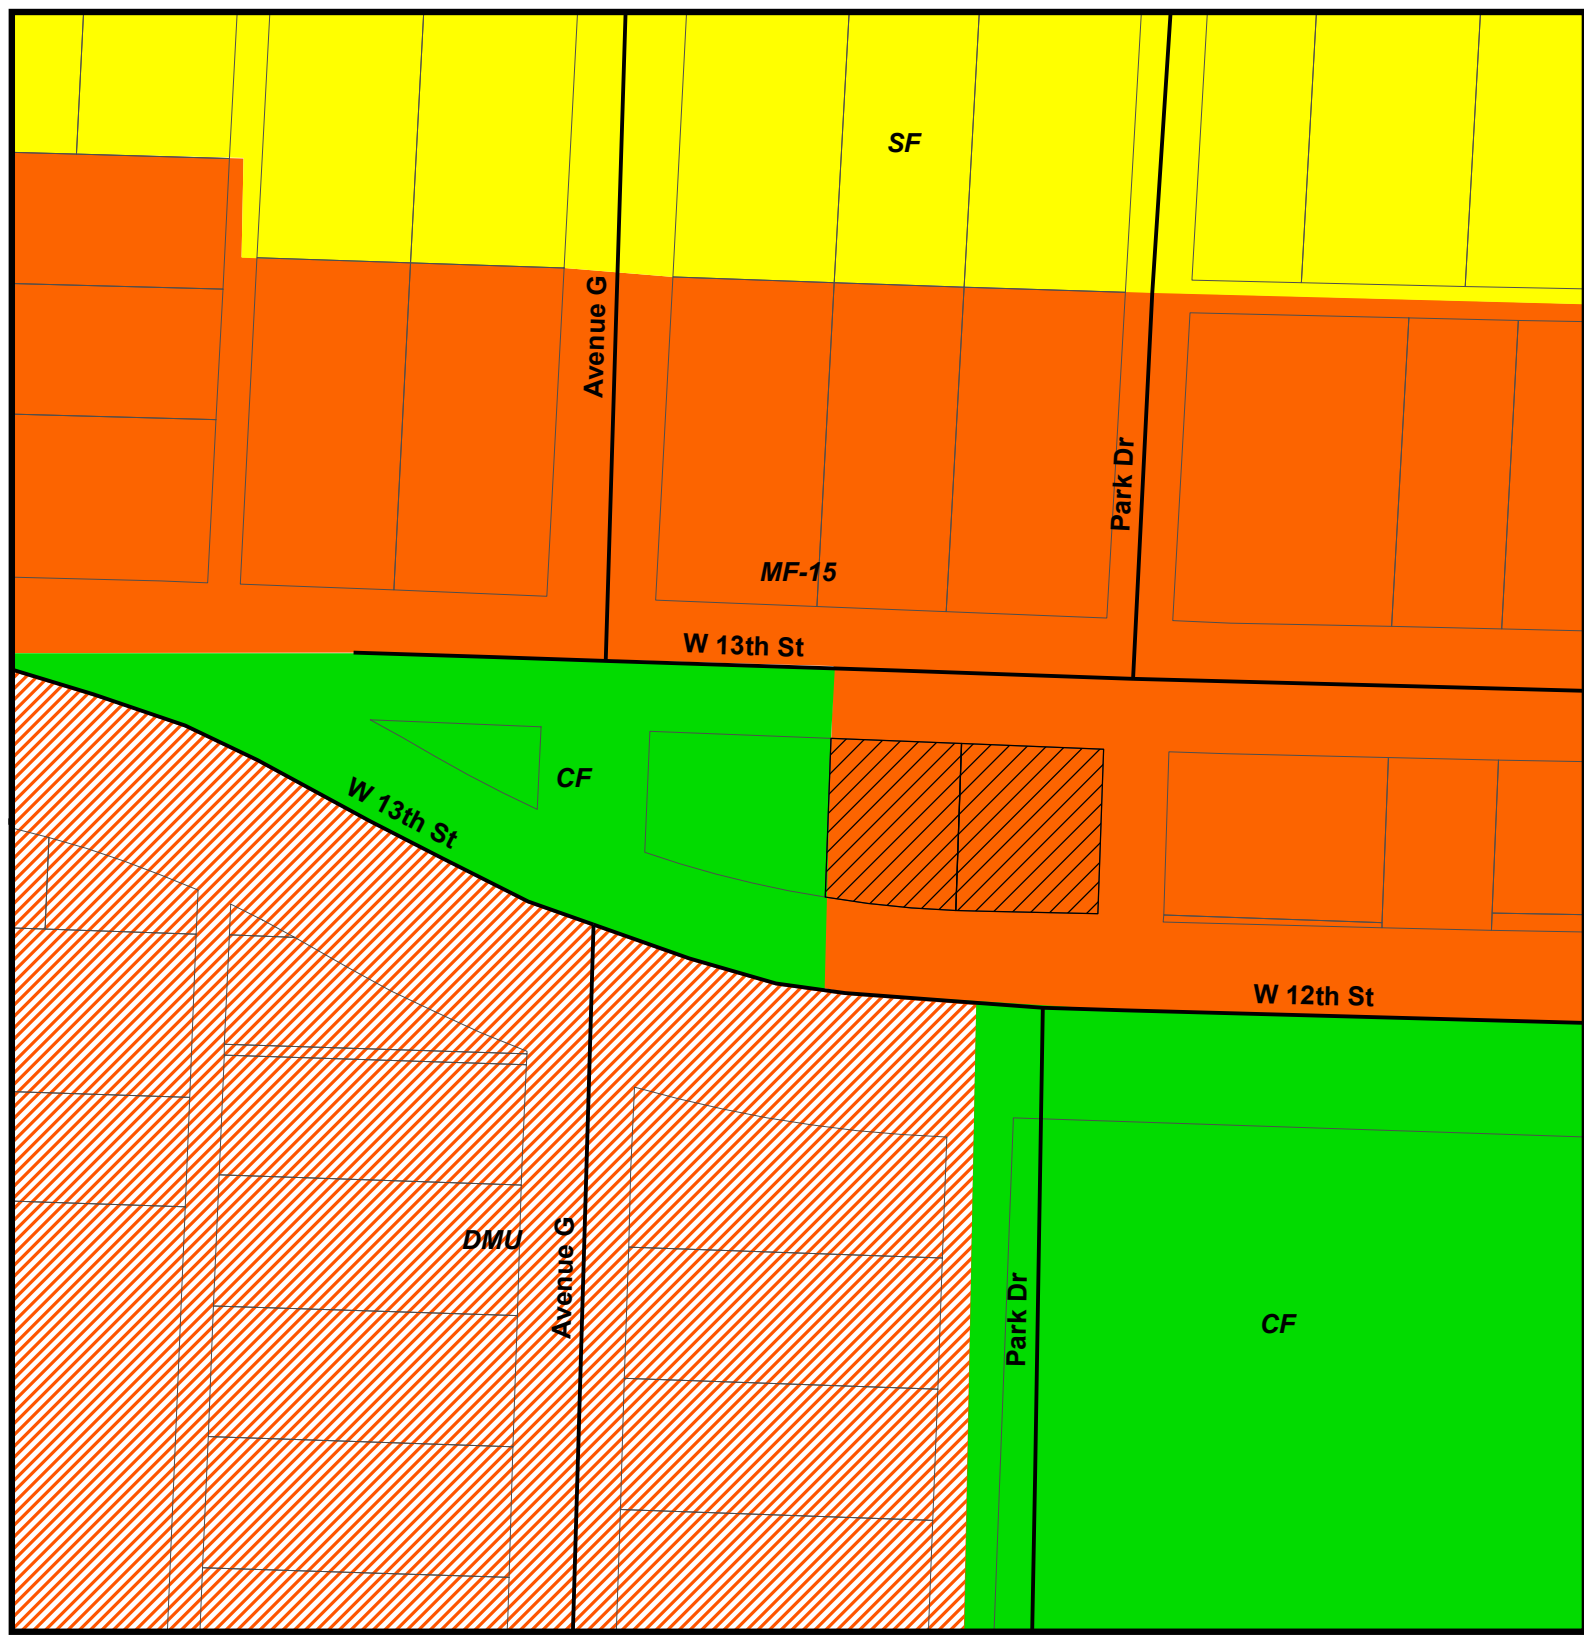 SF
Avenue G
Park Dr
MF-15
W 13th St
CF
W 13th St
W 12th St
DMU
Avenue G
Park Dr
CF